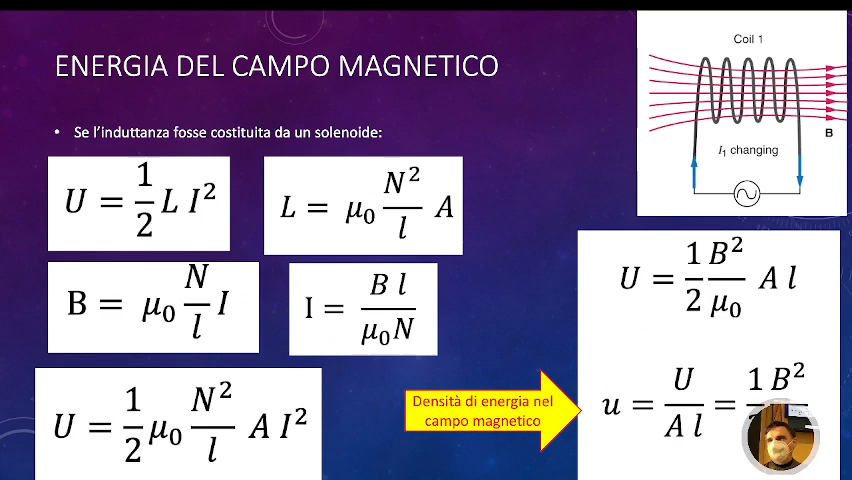 ENERGIA DEL CAMPO MAGNETICO
• Se l'induttanza fosse costituita da un solenoide:
U = 1/2 L I²
L = μ₀ N²/l A
B = μ₀ N/l I
I = B l/μ₀N
U = 1/2 μ₀ N²/l A I²
Coil 1
B
I₁ changing
U = 1/2 B²/μ₀ A l
Densità di energia nel
campo magnetico
u = U/A l = 1 B²